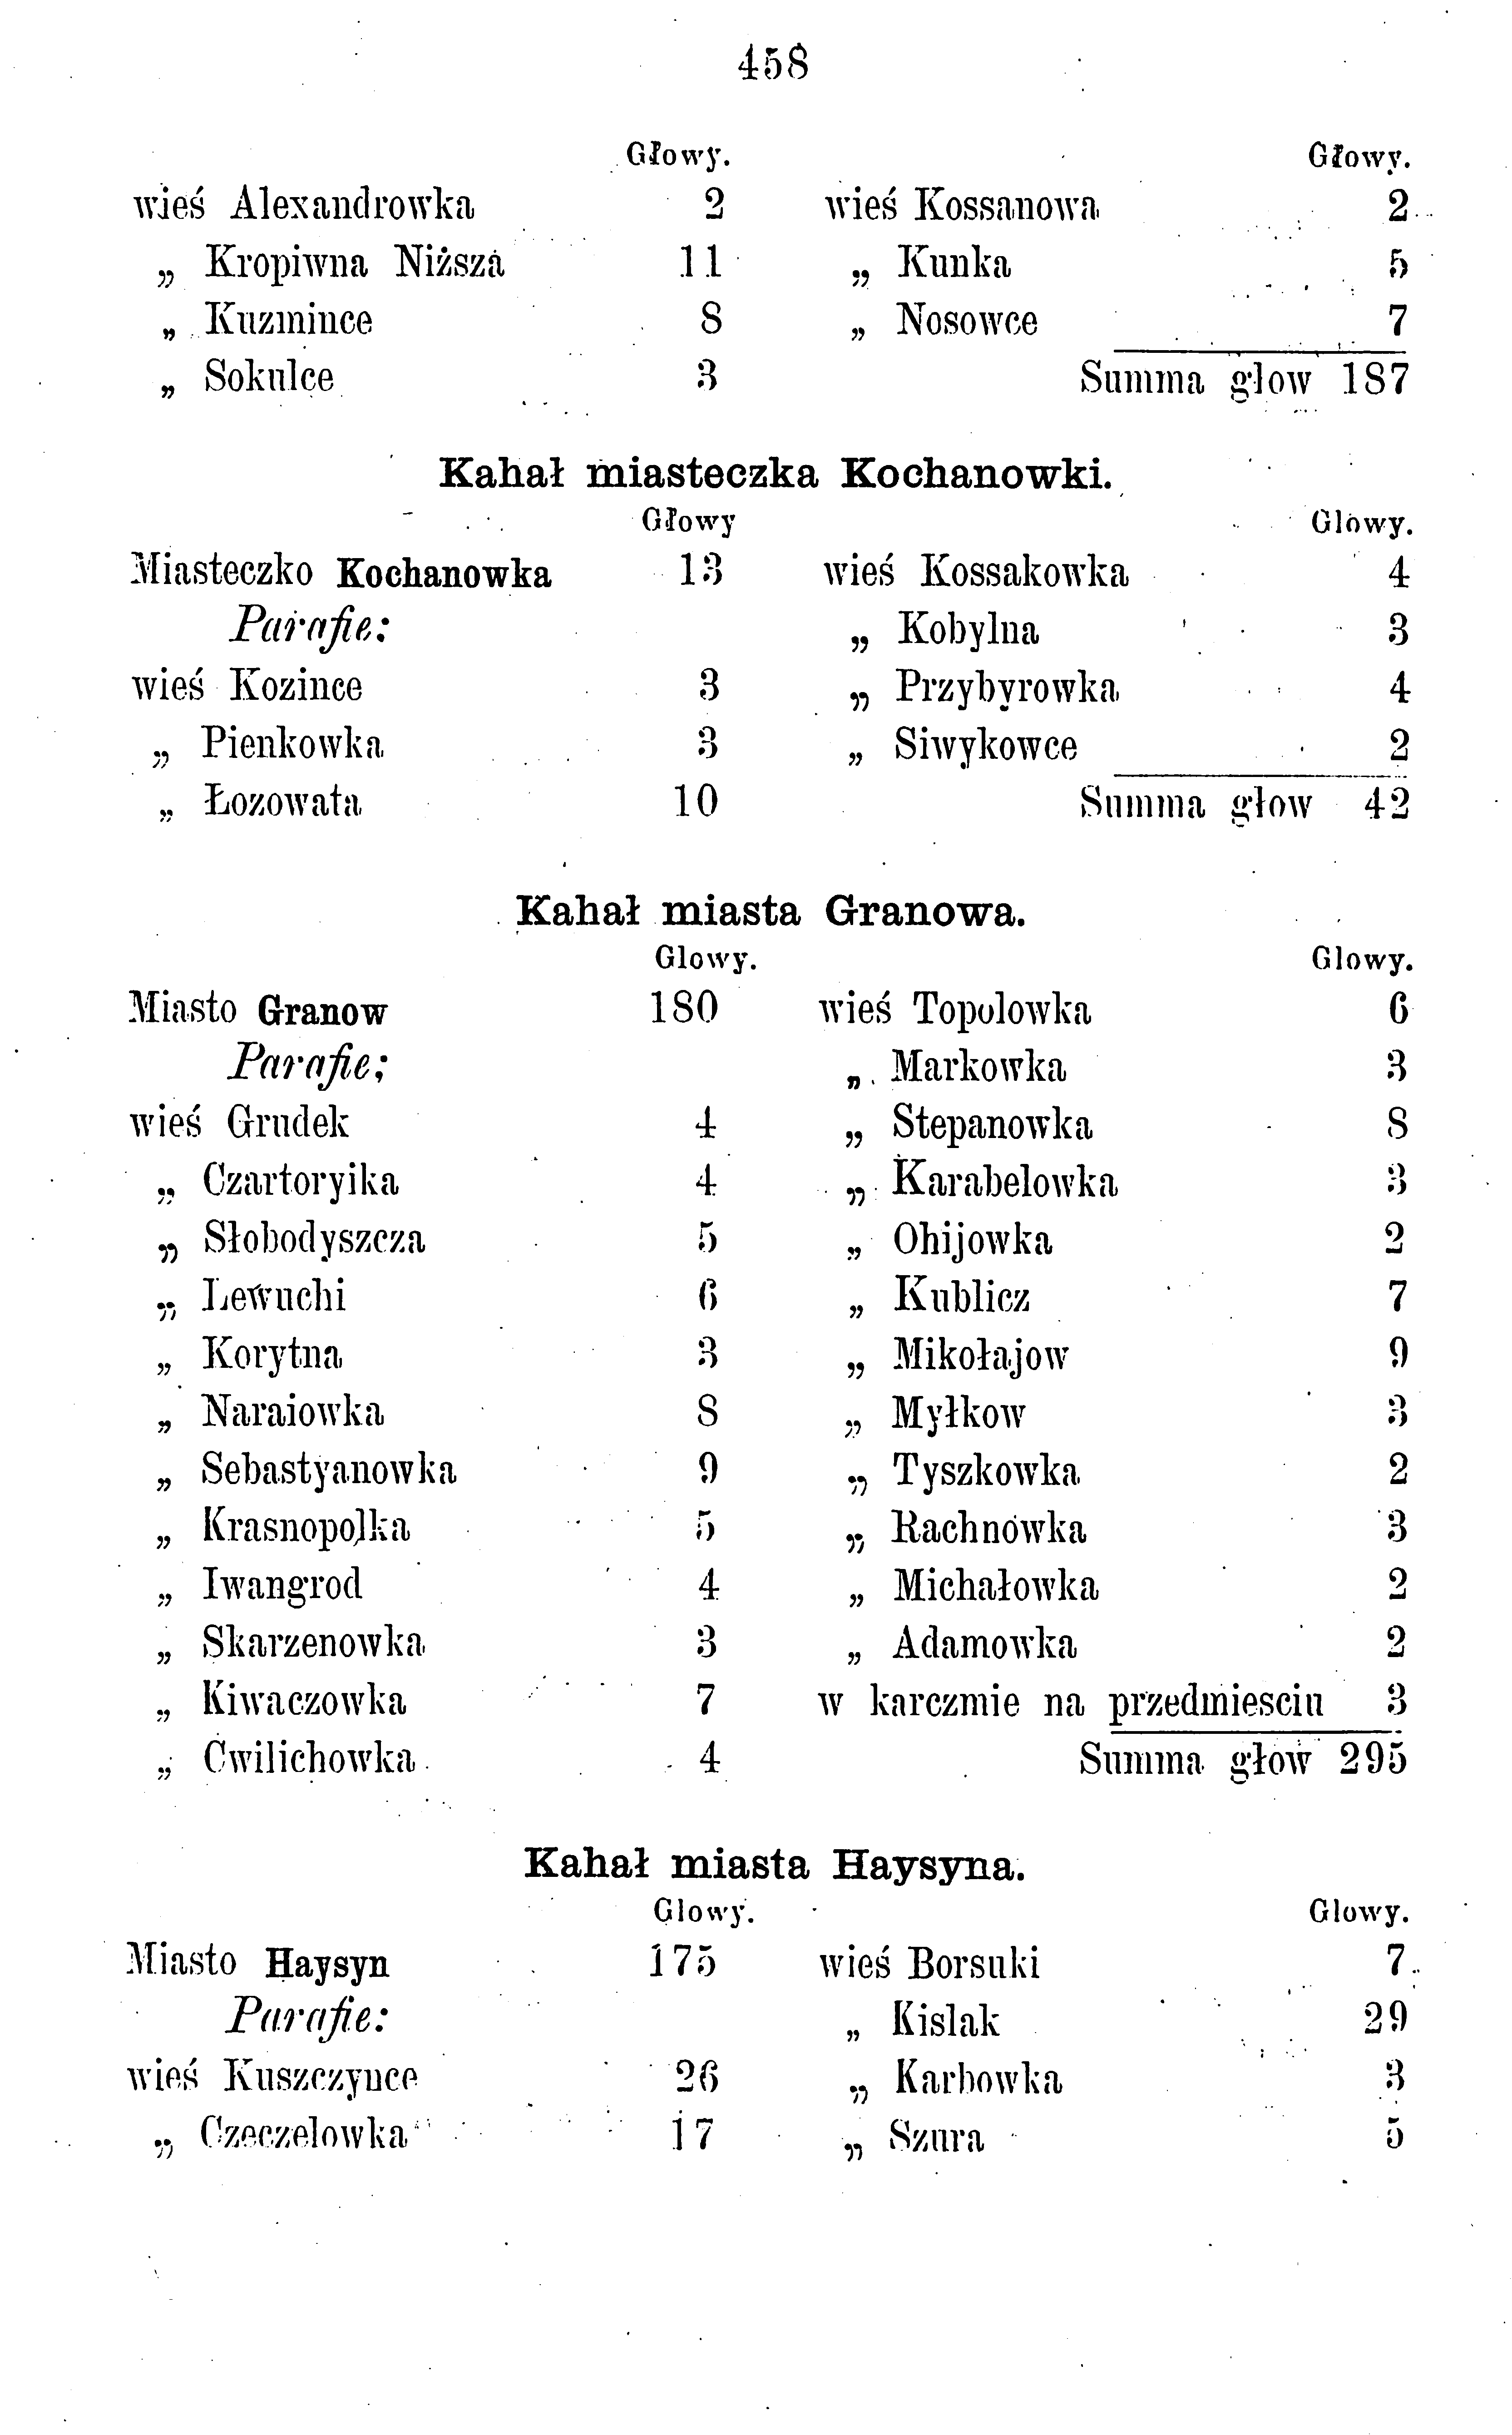 458
Głowy.
wieś Alexandrowka 2
„ Kropiwna Niższa 11
„ Kuzmince 8
„ Sokulce 3
Głowy.
wieś Kossanowa 2
„ Kunka 5
„ Nosowce 7
Summa głow 187
Kahał miasteczka Kochanowki.
Głowy
Miasteczko Kochanowka 13
Parafie:
wieś Kozince 3
„ Pienkowka 3
„ Łozowata 10
Glowy.
wieś Kossakowka 4
„ Kobylna 3
„ Przybyrowka 4
„ Siwykowce 2
Summa głow 42
Kahał miasta Granowa.
Glowy.
Miasto Granow 180
Parafie:
wieś Grudek 4
„ Czartoryika 4
„ Słobodyszcza 5
„ Lewuchi 6
„ Korytna 3
„ Naraiowka 8
„ Sebastyanowka 9
„ Krasnopolka 5
„ Iwangrod 4
„ Skarzenowka 3
„ Kiwaczowka 7
„ Cwilichowka 4
Glowy.
wieś Topolowka 6
„ Markowka 3
„ Stepanowka 8
„ Karabelowka 3
„ Ohijowka 2
„ Kublicz 7
„ Mikołajow 9
„ Myłkow 3
„ Tyszkowka 2
„ Rachnowka 3
„ Michałowka 2
„ Adamowka 2
w karczmie na przedmiesciu 3
Summa głow 295
Kahał miasta Haysyna.
Glowy.
Miasto Haysyn 175
Parafie:
wieś Kuszczynce 26
„ Czeczelowka 17
Glowy.
wieś Borsuki 7
„ Kislak 29
„ Karbowka 3
„ Szura 5